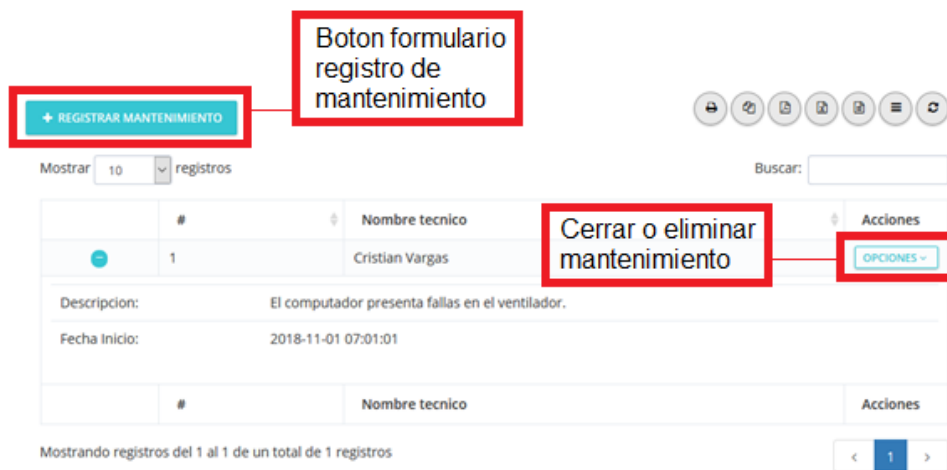 Boton formulario
registro de
mantenimiento
+ REGISTRAR MANTENIMIENTO
Mostrar 10 registros
Buscar:
# Nombre tecnico Acciones
Cerrar o eliminar
mantenimiento
1 Cristian Vargas OPCIONES
Descripcion: El computador presenta fallas en el ventilador.
Fecha Inicio: 2018-11-01 07:01:01
# Nombre tecnico Acciones
Mostrando registros del 1 al 1 de un total de 1 registros
< 1 >